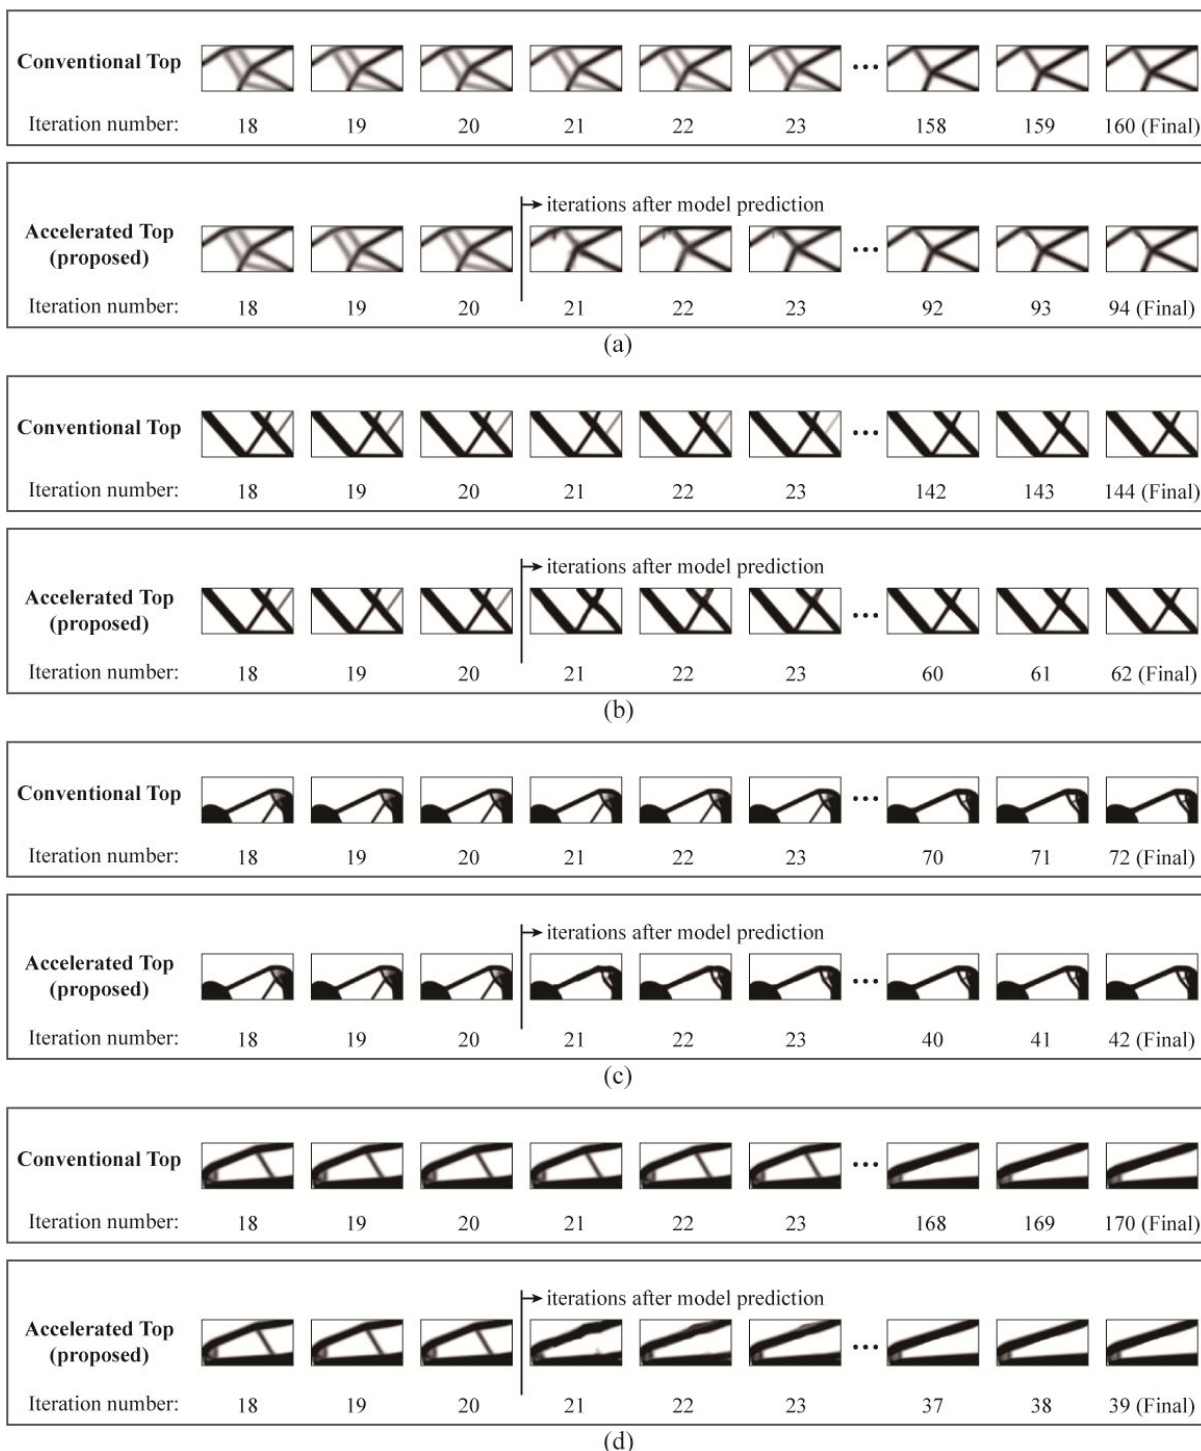 Conventional Top
Iteration number: 18 19 20 21 22 23 ••• 158 159 160 (Final)
iterations after model prediction
Accelerated Top
(proposed)
•••
Iteration number: 18 19 20 21 22 23 92 93 94 (Final)
(a)
Conventional Top
•••
Iteration number: 18 19 20 21 22 23 142 143 144 (Final)
iterations after model prediction
Accelerated Top
(proposed)
•••
Iteration number: 18 19 20 21 22 23 60 61 62 (Final)
(b)
Conventional Top
•••
Iteration number: 18 19 20 21 22 23 70 71 72 (Final)
iterations after model prediction
Accelerated Top
(proposed)
•••
Iteration number: 18 19 20 21 22 23 40 41 42 (Final)
(c)
Conventional Top
•••
Iteration number: 18 19 20 21 22 23 168 169 170 (Final)
iterations after model prediction
Accelerated Top
(proposed)
•••
Iteration number: 18 19 20 21 22 23 37 38 39 (Final)
(d)